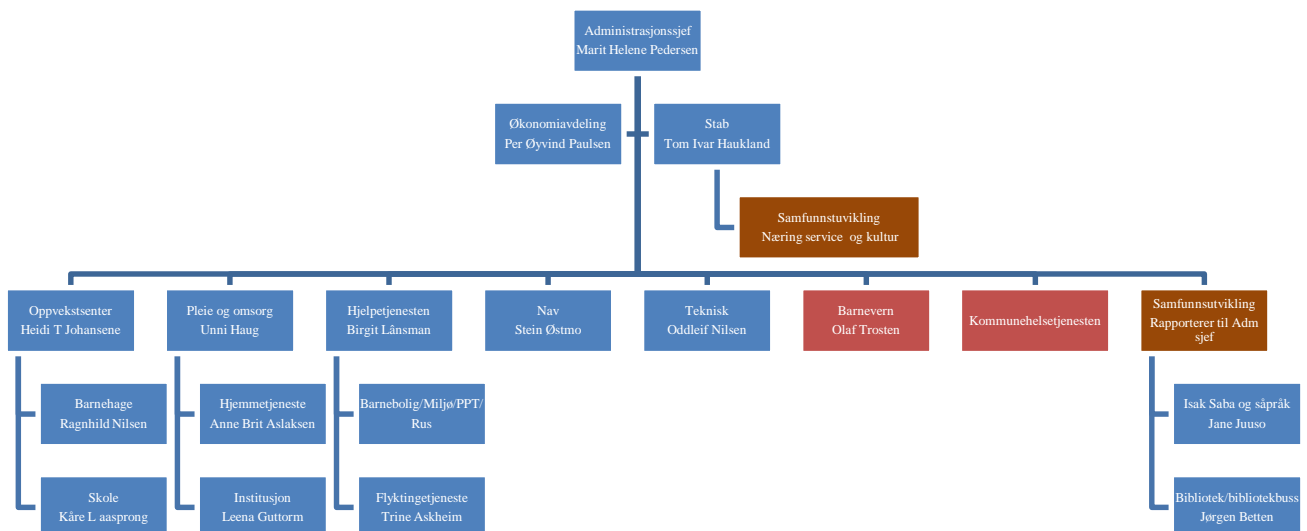 Administrasjonssjef
Marit Helene Pedersen
Økonomiavdeling
Per Øyvind Paulsen
Stab
Tom Ivar Haukland
Samfunnstuvikling
Næring service og kultur
Oppvekstsenter
Heidi T Johansene
Pleie og omsorg
Unni Haug
Hjelpetjenesten
Birgit Lânsman
Nav
Stein Østmo
Teknisk
Oddleif Nilsen
Barnevern
Olaf Trosten
Kommunehelsetjenesten
Samfunnsutvikling
Rapporterer til Adm
sjef
Barnehage
Ragnhild Nilsen
Hjemmetjeneste
Anne Brit Aslaksen
Barnebolig/Miljø/PPT/
Rus
Isak Saba og såpråk
Jane Juuso
Skole
Kåre L aasprong
Institusjon
Leena Guttorm
Flyktingetjeneste
Trine Askheim
Bibliotek/bibliotekbuss
Jørgen Betten